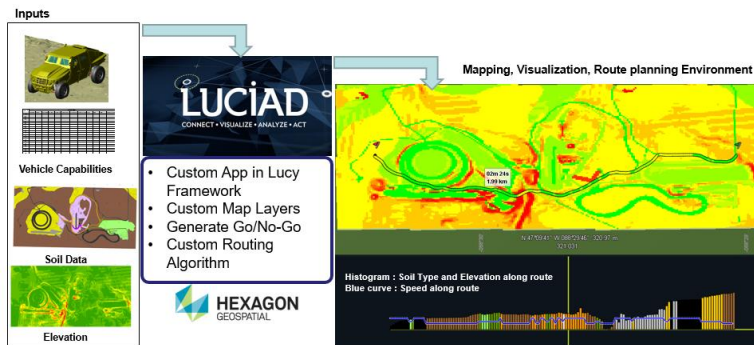 Inputs
Vehicle Capabilities
Soil Data
Elevation
LUCIAD
CONNECT • VISUALIZE • ANALYZE • ACT
• Custom App in Lucy
Framework
• Custom Map Layers
• Generate Go/No-Go
• Custom Routing
Algorithm
HEXAGON
GEOSPATIAL
Mapping, Visualization, Route planning Environment
02m 24s
1.99 km
Histogram : Soil Type and Elevation along route
Blue curve : Speed along route